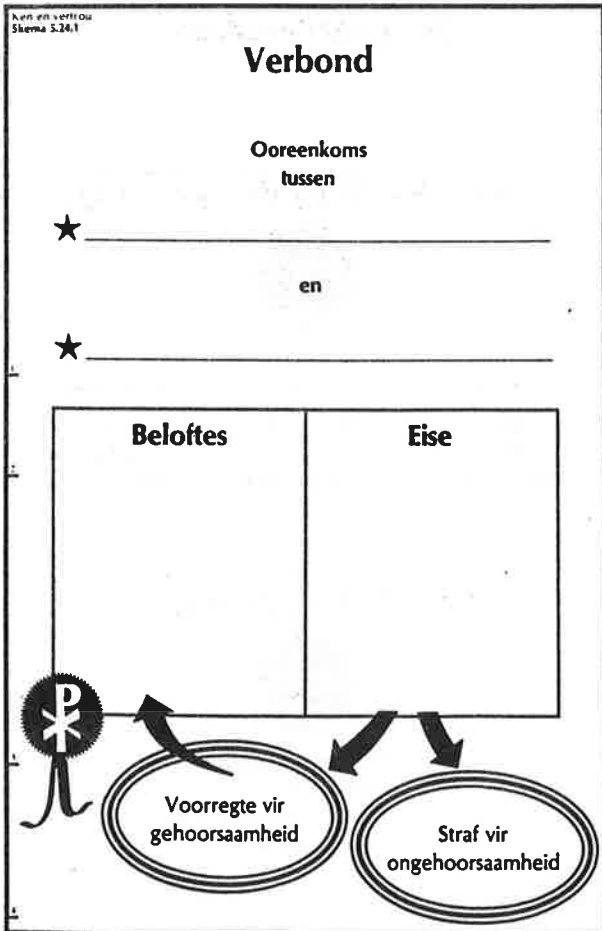 Ken en vertrou
Skema 5.24.1
Verbond
Ooreenkoms
tussen
en
Beloftes
Eise
Voorregte vir
gehoorsaamheid
Straf vir
ongehoorsaamheid